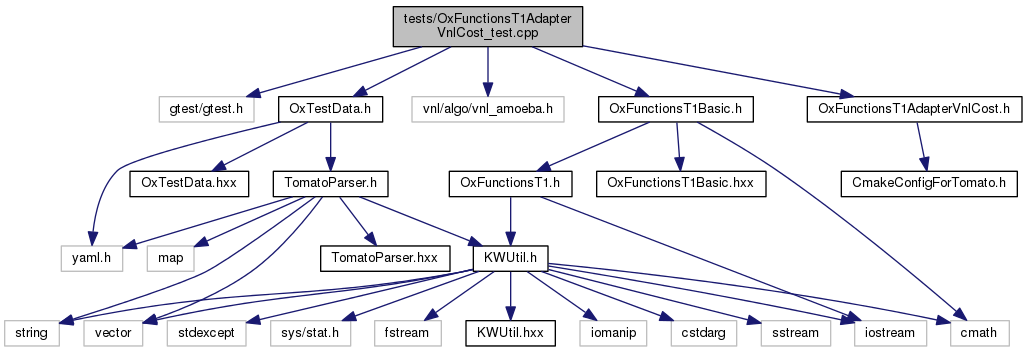 tests/OxFunctionsT1Adapter
VnlCost_test.cpp
gtest/gtest.h
OxTestData.h
vnl/algo/vnl_amoeba.h
OxFunctionsT1Basic.h
OxFunctionsT1AdapterVnlCost.h
OxTestData.hxx
TomatoParser.h
OxFunctionsT1.h
OxFunctionsT1Basic.hxx
CmakeConfigForTomato.h
yaml.h
map
TomatoParser.hxx
KWUtil.h
string
vector
stdexcept
sys/stat.h
fstream
KWUtil.hxx
iomanip
cstdarg
sstream
iostream
cmath